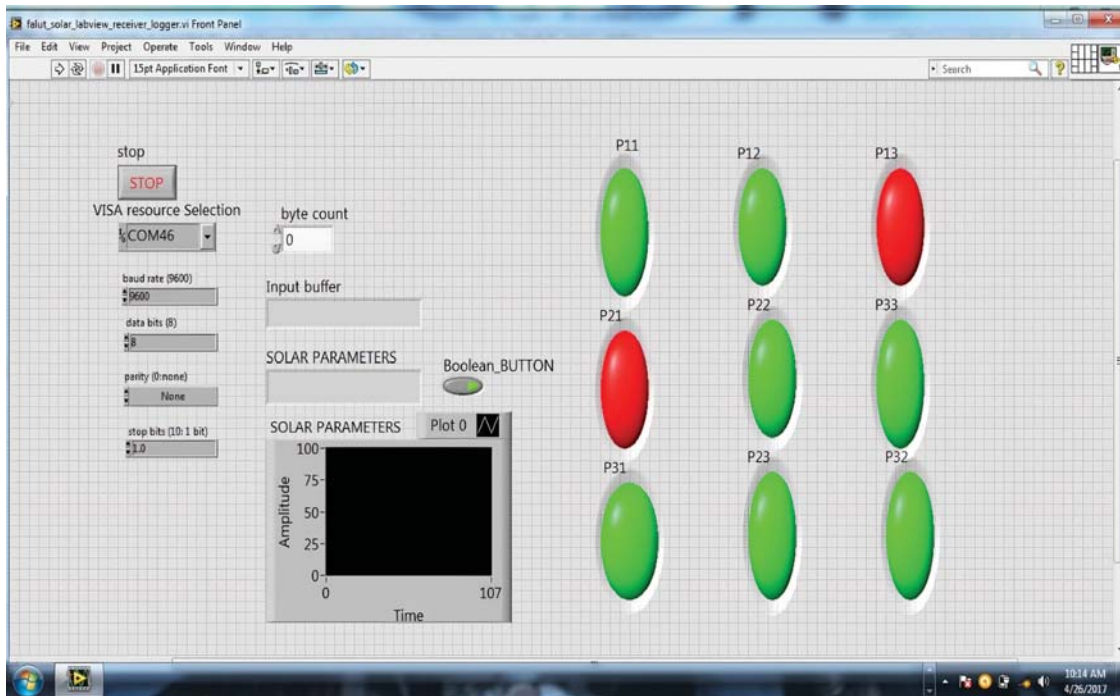 falut_solar_labview_receiver_logger.vi Front Panel
File Edit View Project Operate Tools Window Help
15pt Application Font
Search
stop
STOP
VISA resource Selection
COM46
baud rate (9600)
9600
data bits (8)
8
parity (0:none)
None
stop bits (10: 1 bit)
1.0
byte count
0
Input buffer
SOLAR PARAMETERS
Boolean_BUTTON
SOLAR PARAMETERS Plot 0
100
75
50
25
0
Amplitude
0 107
Time
P11 P12 P13
P21 P22 P33
P31 P23 P32
10:14 AM
4/26/2017